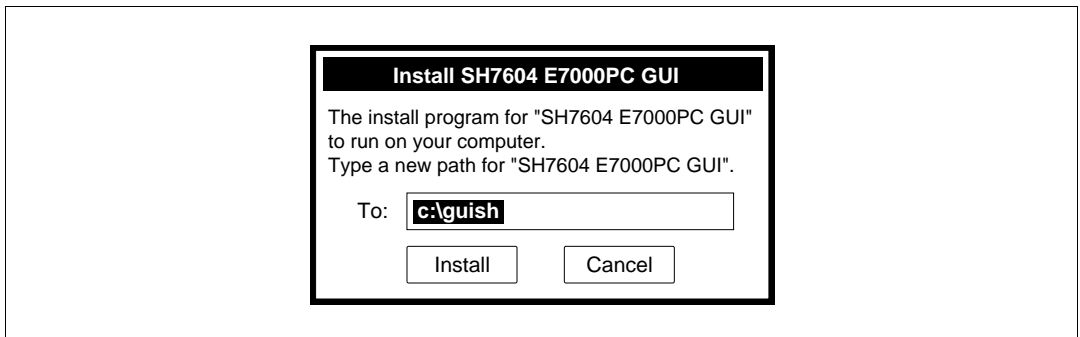 Install SH7604 E7000PC GUI
The install program for "SH7604 E7000PC GUI"
to run on your computer.
Type a new path for "SH7604 E7000PC GUI".
To: c:\guish
Install Cancel